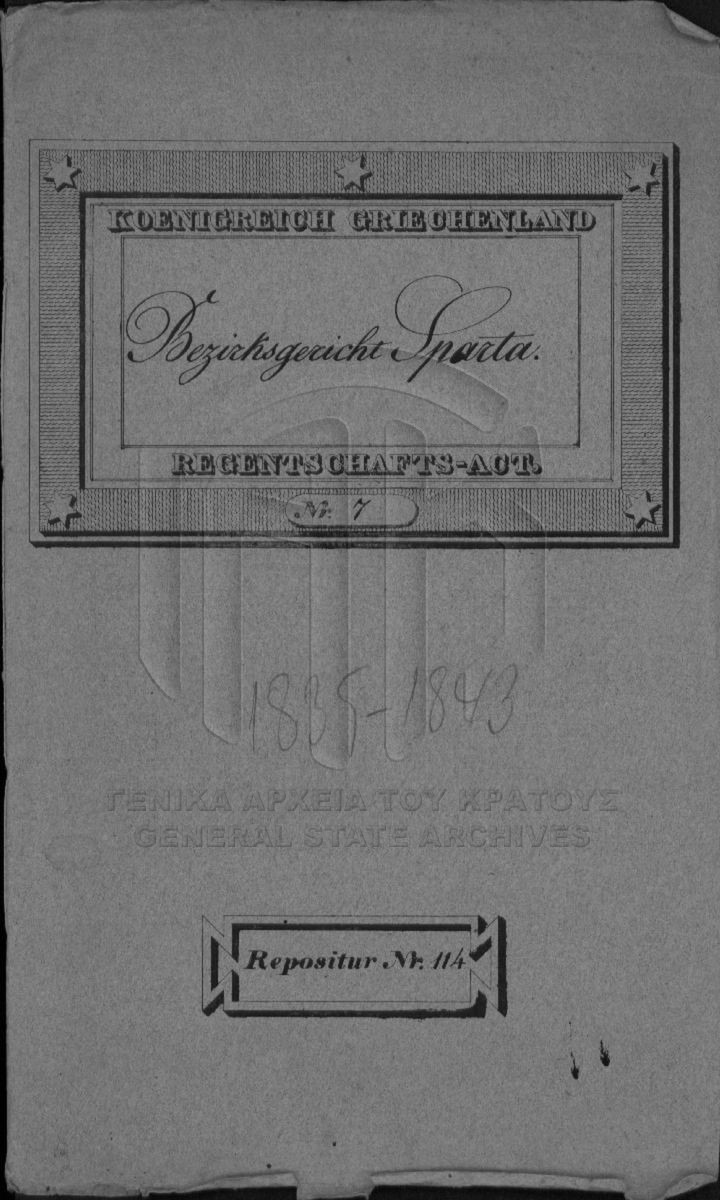 KOENIGREICH GRIECHENLAND
Bezirksgericht Sparta.
REGENTSCHAFTS-ACT.
Nr. 7
1835-1843
ΓΕΝΙΚΑ ΑΡΧΕΙΑ ΤΟΥ ΚΡΑΤΟΥΣ
GENERAL STATE ARCHIVES
Repositur Nr. 114